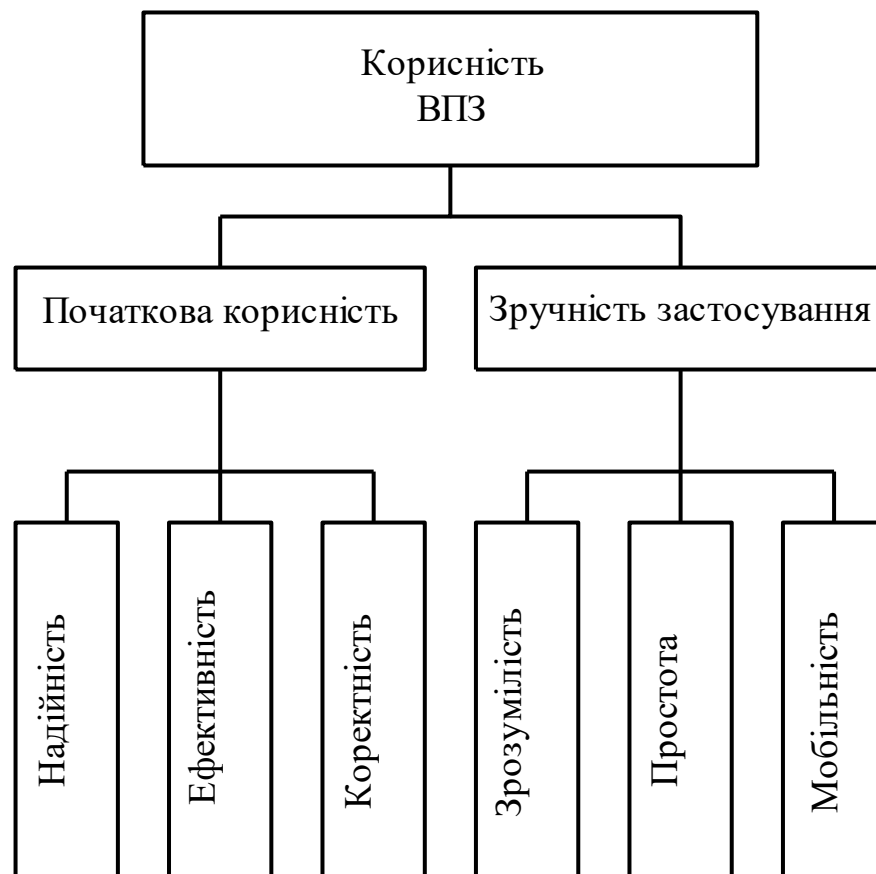 Корисність
ВПЗ
Початкова корисність
Зручність застосування
Надійність
Ефективність
Коректність
Зрозумілість
Простота
Мобільність